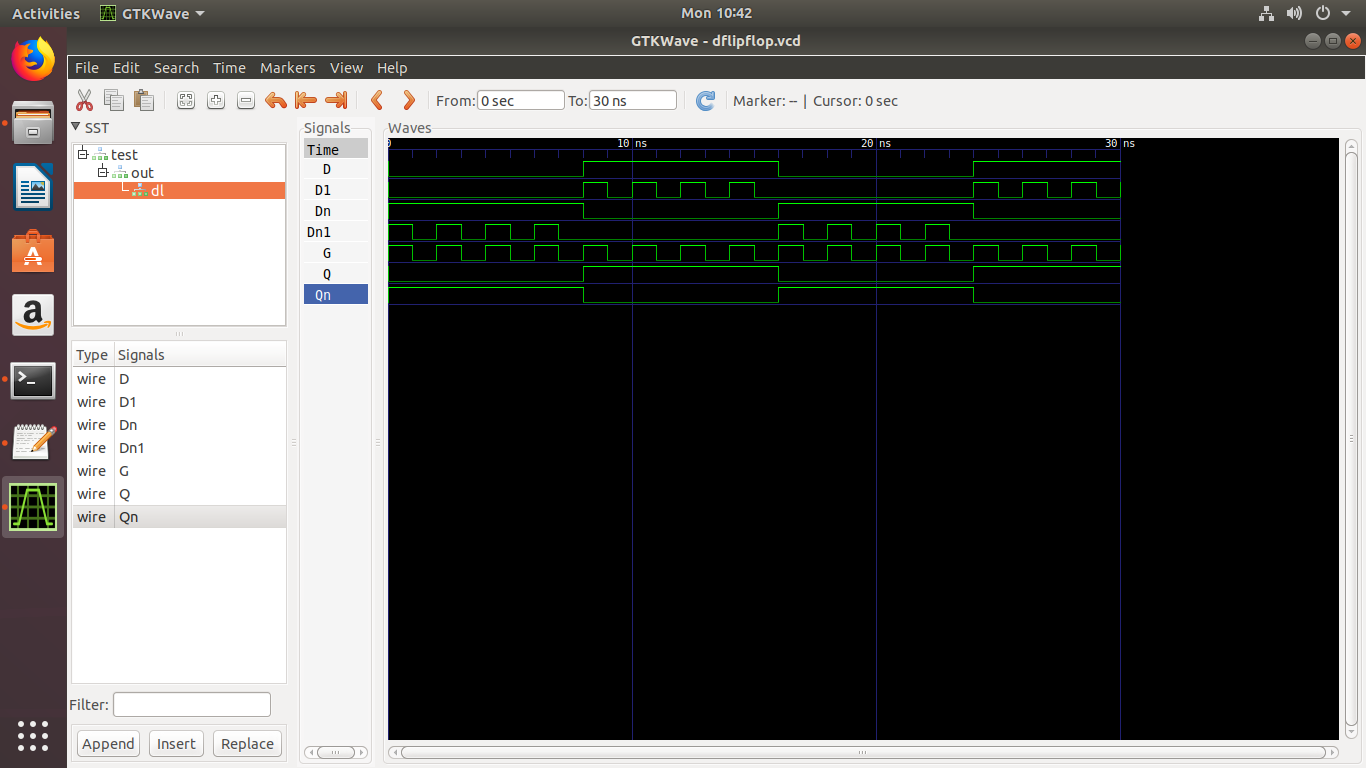 Activities GTKWave Mon 10:42
GTKWave - dflipflop.vcd
File Edit Search Time Markers View Help
From: 0 sec To: 30 ns Marker: -- | Cursor: 0 sec
SST
test
out
dl
Type Signals
wire D
wire D1
wire Dn
wire Dn1
wire G
wire Q
wire Qn
Filter:
Append Insert Replace
Signals
Time
D
D1
Dn
Dn1
G
Q
Qn
Waves
0 10 ns 20 ns 30 ns